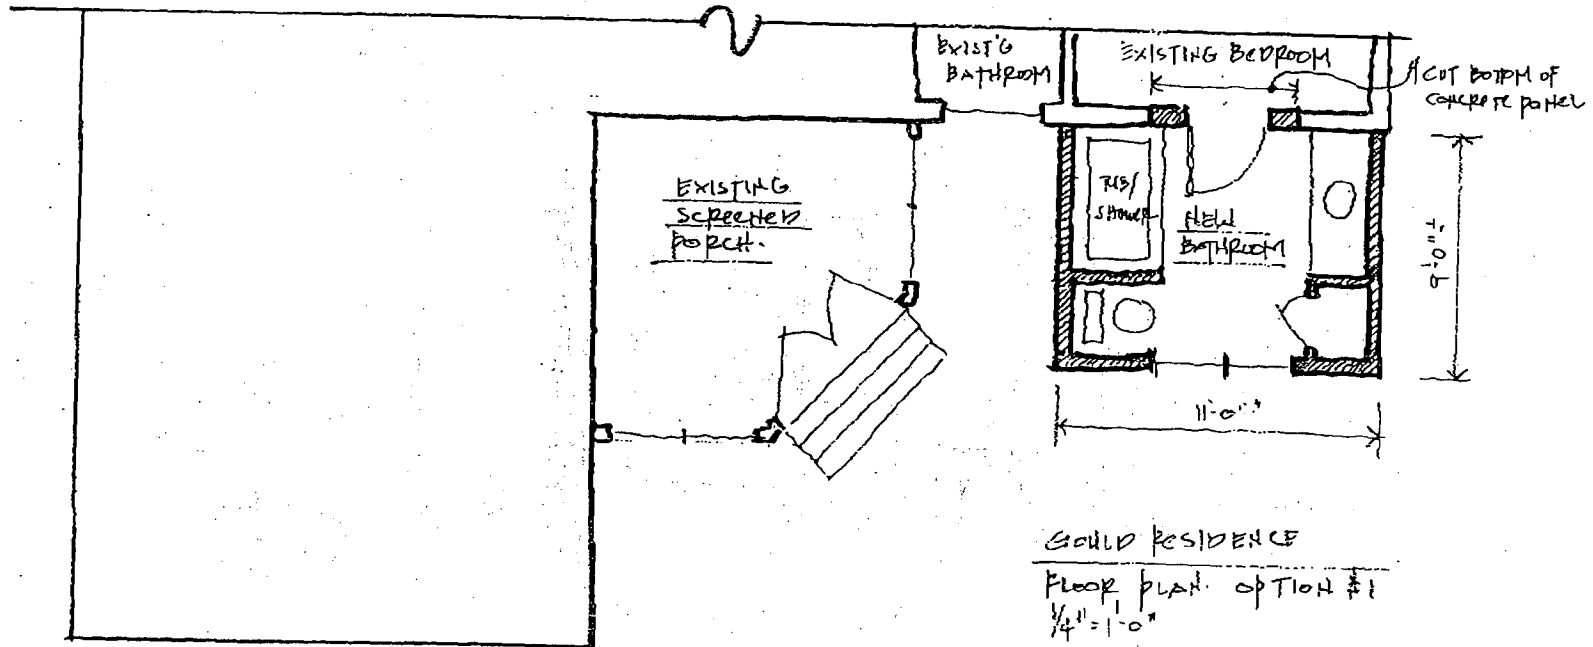 EXIST'G
BATHROOM
EXISTING BEDROOM
CUT BOTTOM OF
CONCRETE PANEL
EXISTING
SCREENED
PORCH.
TUB/
SHOWER
NEW
BATHROOM
9'-0"±
11'-0"±
GOULD RESIDENCE
FLOOR PLAN. OPTION #1
1/4"=1'-0"